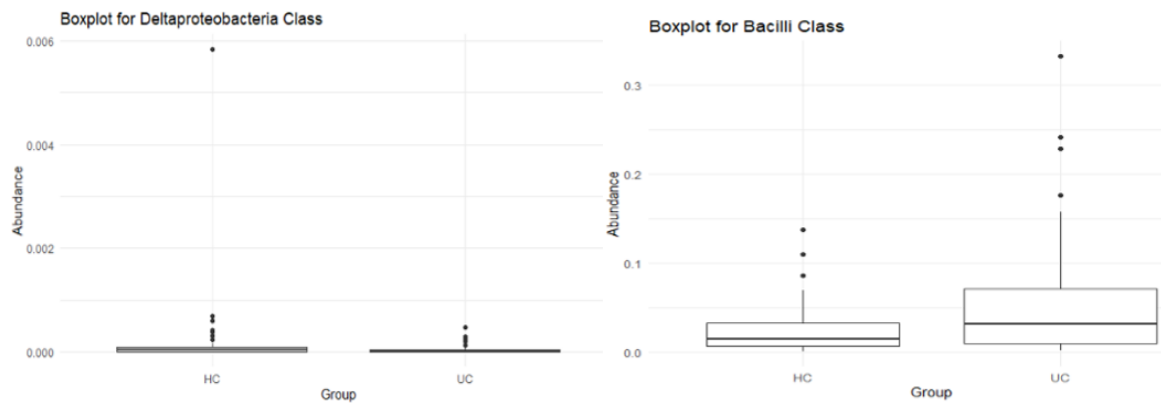 Boxplot for Deltaproteobacteria Class
0.006
0.004
0.002
0.000
Abundance
HC
UC
Group
Boxplot for Bacilli Class
0.3
0.2
0.1
0.0
Abundance
HC
UC
Group